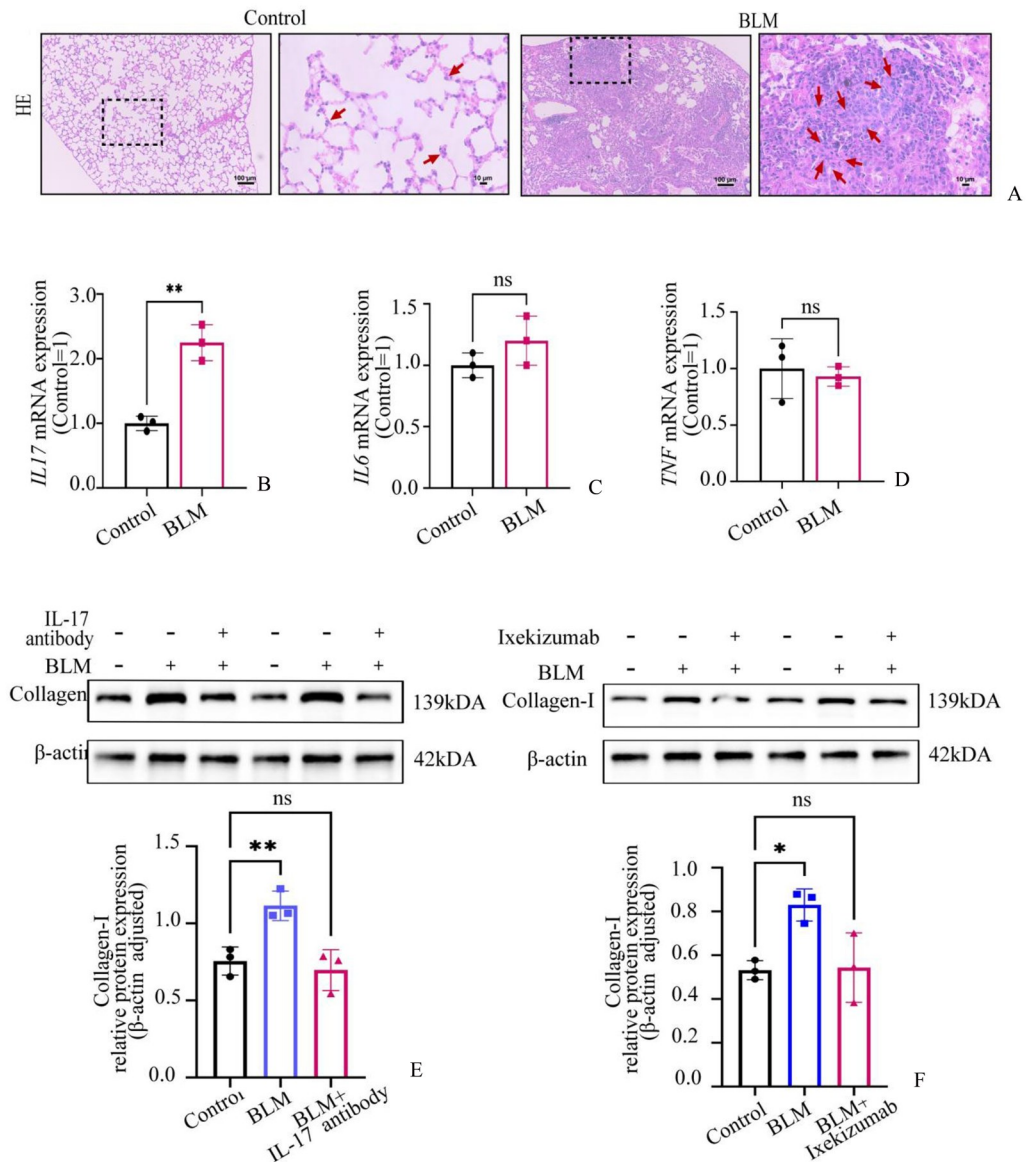 Control
BLM
HE
100 μm
10 μm
100 μm
10 μm
A
IL17 mRNA expression
(Control=1)
3.0
2.0
1.0
0.0
**
Control
BLM
B
IL6 mRNA expression
(Control=1)
1.5
1.0
0.5
0.0
ns
Control
BLM
C
TNF mRNA expression
(Control=1)
1.5
1.0
0.5
0.0
ns
Control
BLM
D
IL-17
antibody - - + - - +
BLM - + + - + +
Collagen
139kDA
β-actin
42kDA
Collagen-I
relative protein expression
(β-actin adjusted)
1.5
1.0
0.5
0.0
ns
**
Control
BLM
BLM+
IL-17 antibody
E
Ixekizumab - - + - - +
BLM - + + - + +
Collagen-I
139kDA
β-actin
42kDA
Collagen-I
relative protein expression
(β-actin adjusted)
1.0
0.8
0.6
0.4
0.2
0.0
ns
*
Control
BLM
BLM+
Ixekizumab
F